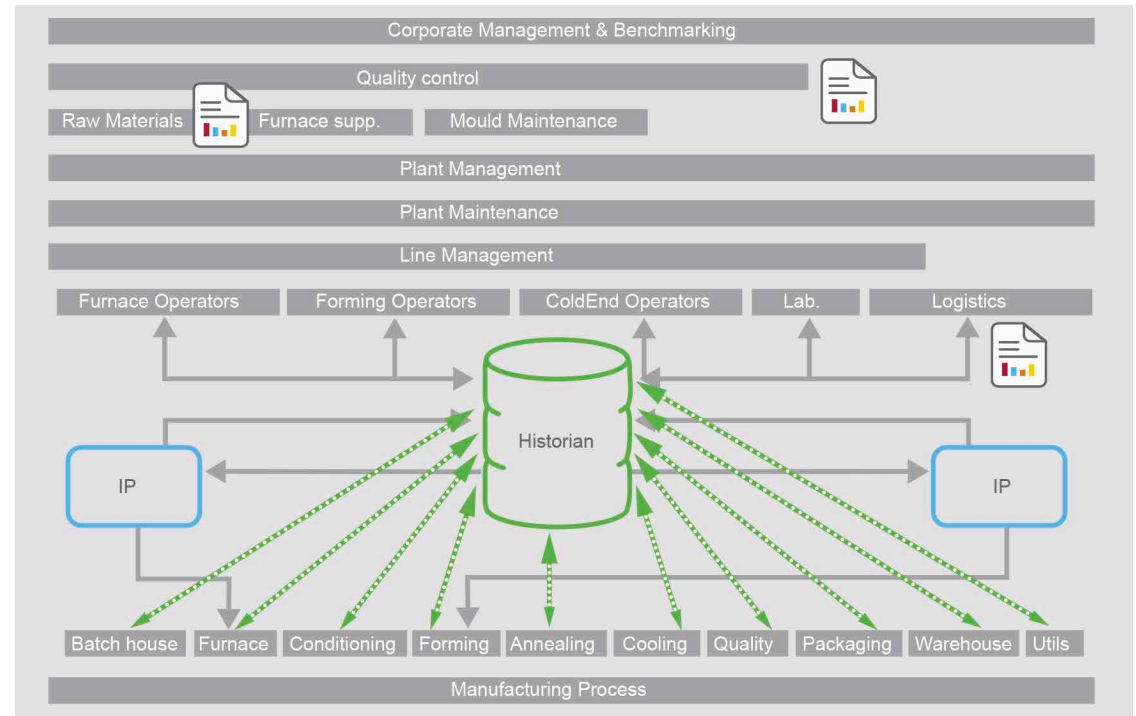 Corporate Management & Benchmarking
Quality control
Raw Materials
Furnace supp.
Mould Maintenance
Plant Management
Plant Maintenance
Line Management
Furnace Operators
Forming Operators
ColdEnd Operators
Lab.
Logistics
Historian
IP
IP
Batch house
Furnace
Conditioning
Forming
Annealing
Cooling
Quality
Packaging
Warehouse
Utils
Manufacturing Process